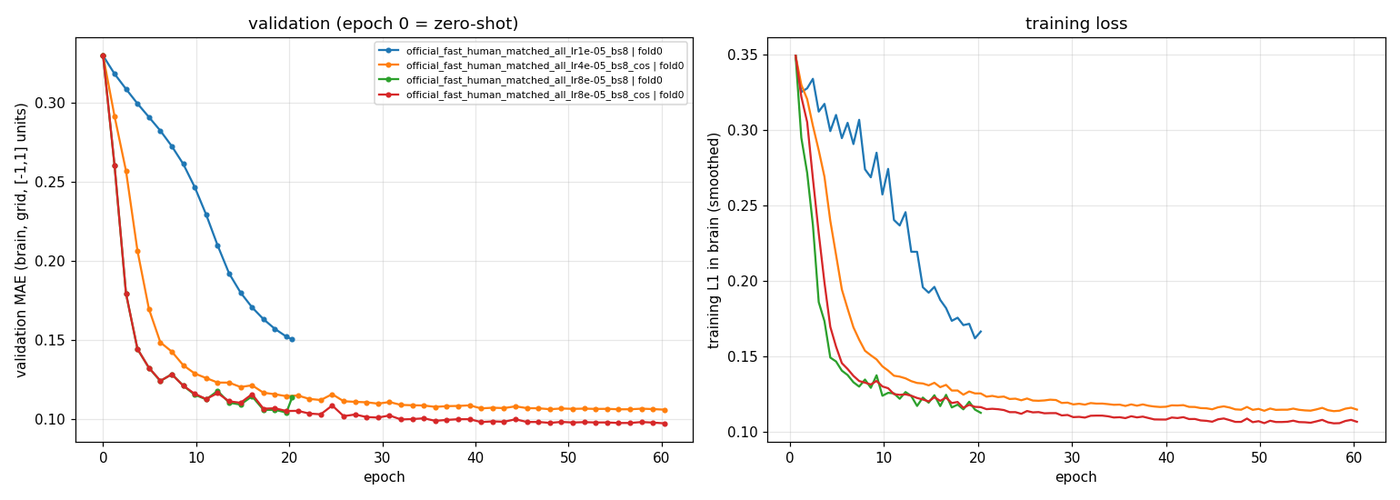 validation (epoch 0 = zero-shot)
validation MAE (brain, grid, [-1,1] units)
0.30
0.25
0.20
0.15
0.10
official_fast_human_matched_all_lr1e-05_bs8 | fold0
official_fast_human_matched_all_lr4e-05_bs8_cos | fold0
official_fast_human_matched_all_lr8e-05_bs8 | fold0
official_fast_human_matched_all_lr8e-05_bs8_cos | fold0
0 10 20 30 40 50 60
epoch
training loss
training L1 in brain (smoothed)
0.35
0.30
0.25
0.20
0.15
0.10
0 10 20 30 40 50 60
epoch